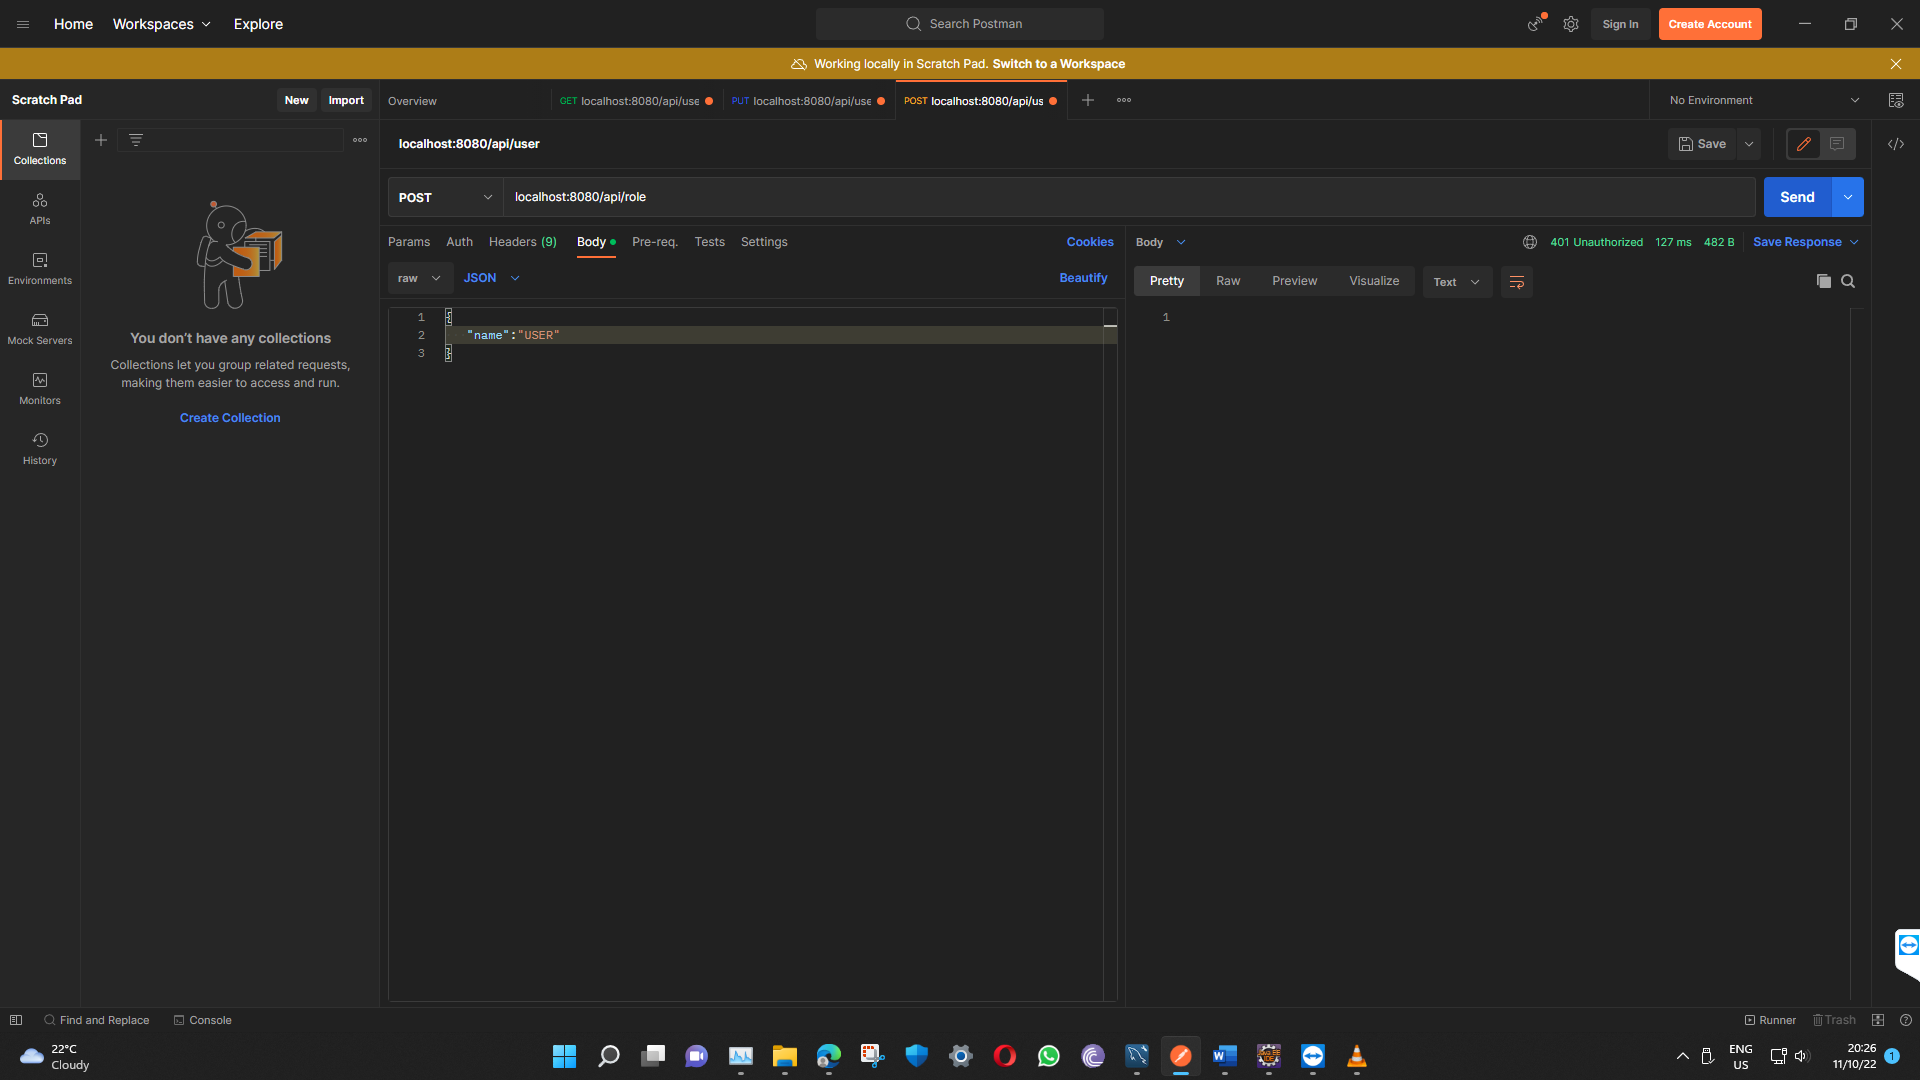 Home Workspaces Explore Search Postman Sign In Create Account
Working locally in Scratch Pad. Switch to a Workspace
Scratch Pad New Import Overview GET localhost:8080/api/use PUT localhost:8080/api/use POST localhost:8080/api/us No Environment
localhost:8080/api/user Save
Collections
POST localhost:8080/api/role Send
APIs
Params Auth Headers (9) Body Pre-req. Tests Settings Cookies
Body 401 Unauthorized 127 ms 482 B Save Response
raw JSON Beautify
Pretty Raw Preview Visualize Text
Environments
1 {
2 "name":"USER"
3 }
1
Mock Servers
Monitors
History
You don't have any collections
Collections let you group related requests,
making them easier to access and run.
Create Collection
Find and Replace Console Runner Trash
22°C
Cloudy
ENG
US
20:26
11/10/22
1
W
Java EE
IDE